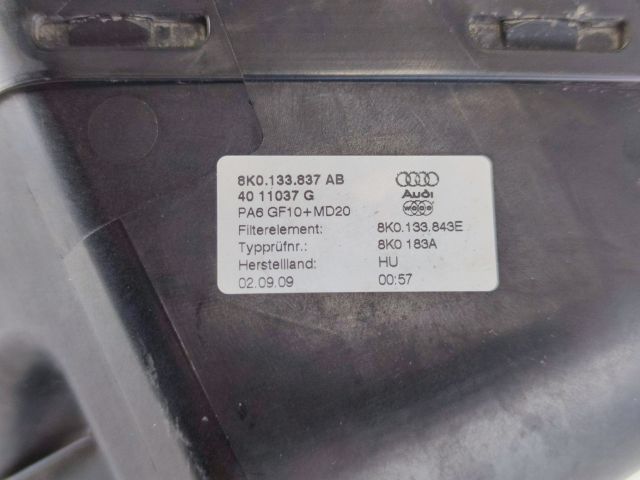 8K0.133.837 AB
40 11037 G
PA6 GF10+MD20
Audi
Filterelement: 8K0.133.843E
Typprüfnr.: 8K0 183A
Herstellland: HU
02.09.09 00:57